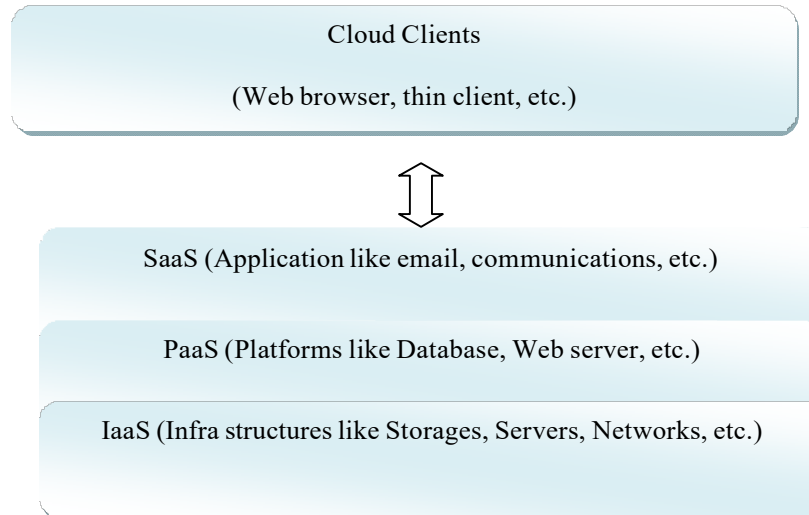 Cloud Clients
(Web browser, thin client, etc.)
SaaS (Application like email, communications, etc.)
PaaS (Platforms like Database, Web server, etc.)
IaaS (Infra structures like Storages, Servers, Networks, etc.)